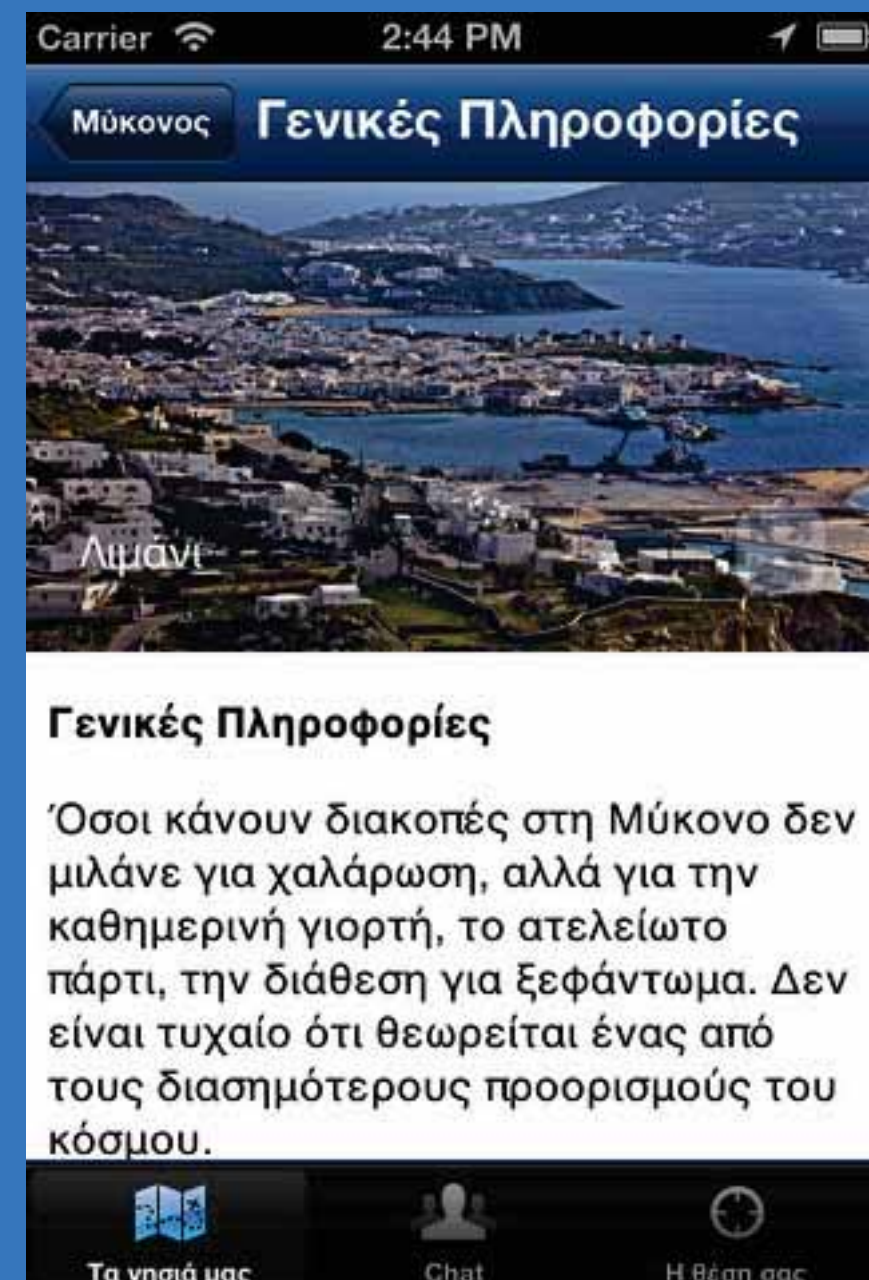 Carrier 2:44 PM
Μύκονος Γενικές Πληροφορίες
Λιμάνι
Γενικές Πληροφορίες
Όσοι κάνουν διακοπές στη Μύκονο δεν
μιλάνε για χαλάρωση, αλλά για την
καθημερινή γιορτή, το ατελείωτο
πάρτι, την διάθεση για ξεφάντωμα. Δεν
είναι τυχαίο ότι θεωρείται ένας από
τους διασημότερους προορισμούς του
κόσμου.
Τα νησιά μας Chat Η θέση σας